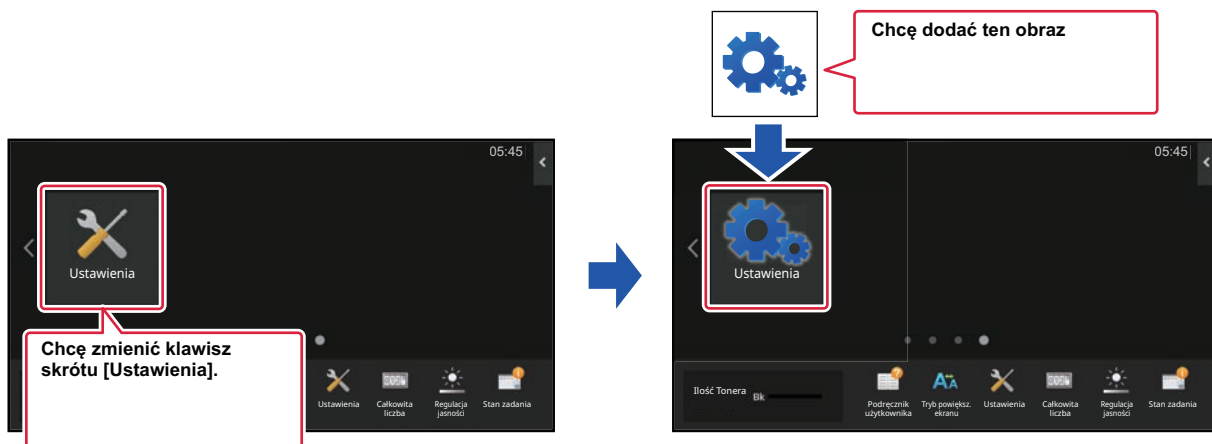 Chcę dodać ten obraz
05:45
Ustawienia
Chcę zmienić klawisz
skrótu [Ustawienia].
Ustawienia
Całkowita
liczba
Regulacja
jasności
Stan zadania
05:45
Ustawienia
Ilość Tonera
Bk
Podręcznik
użytkownika
Tryb powiększ.
ekranu
Ustawienia
Całkowita
liczba
Regulacja
jasności
Stan zadania